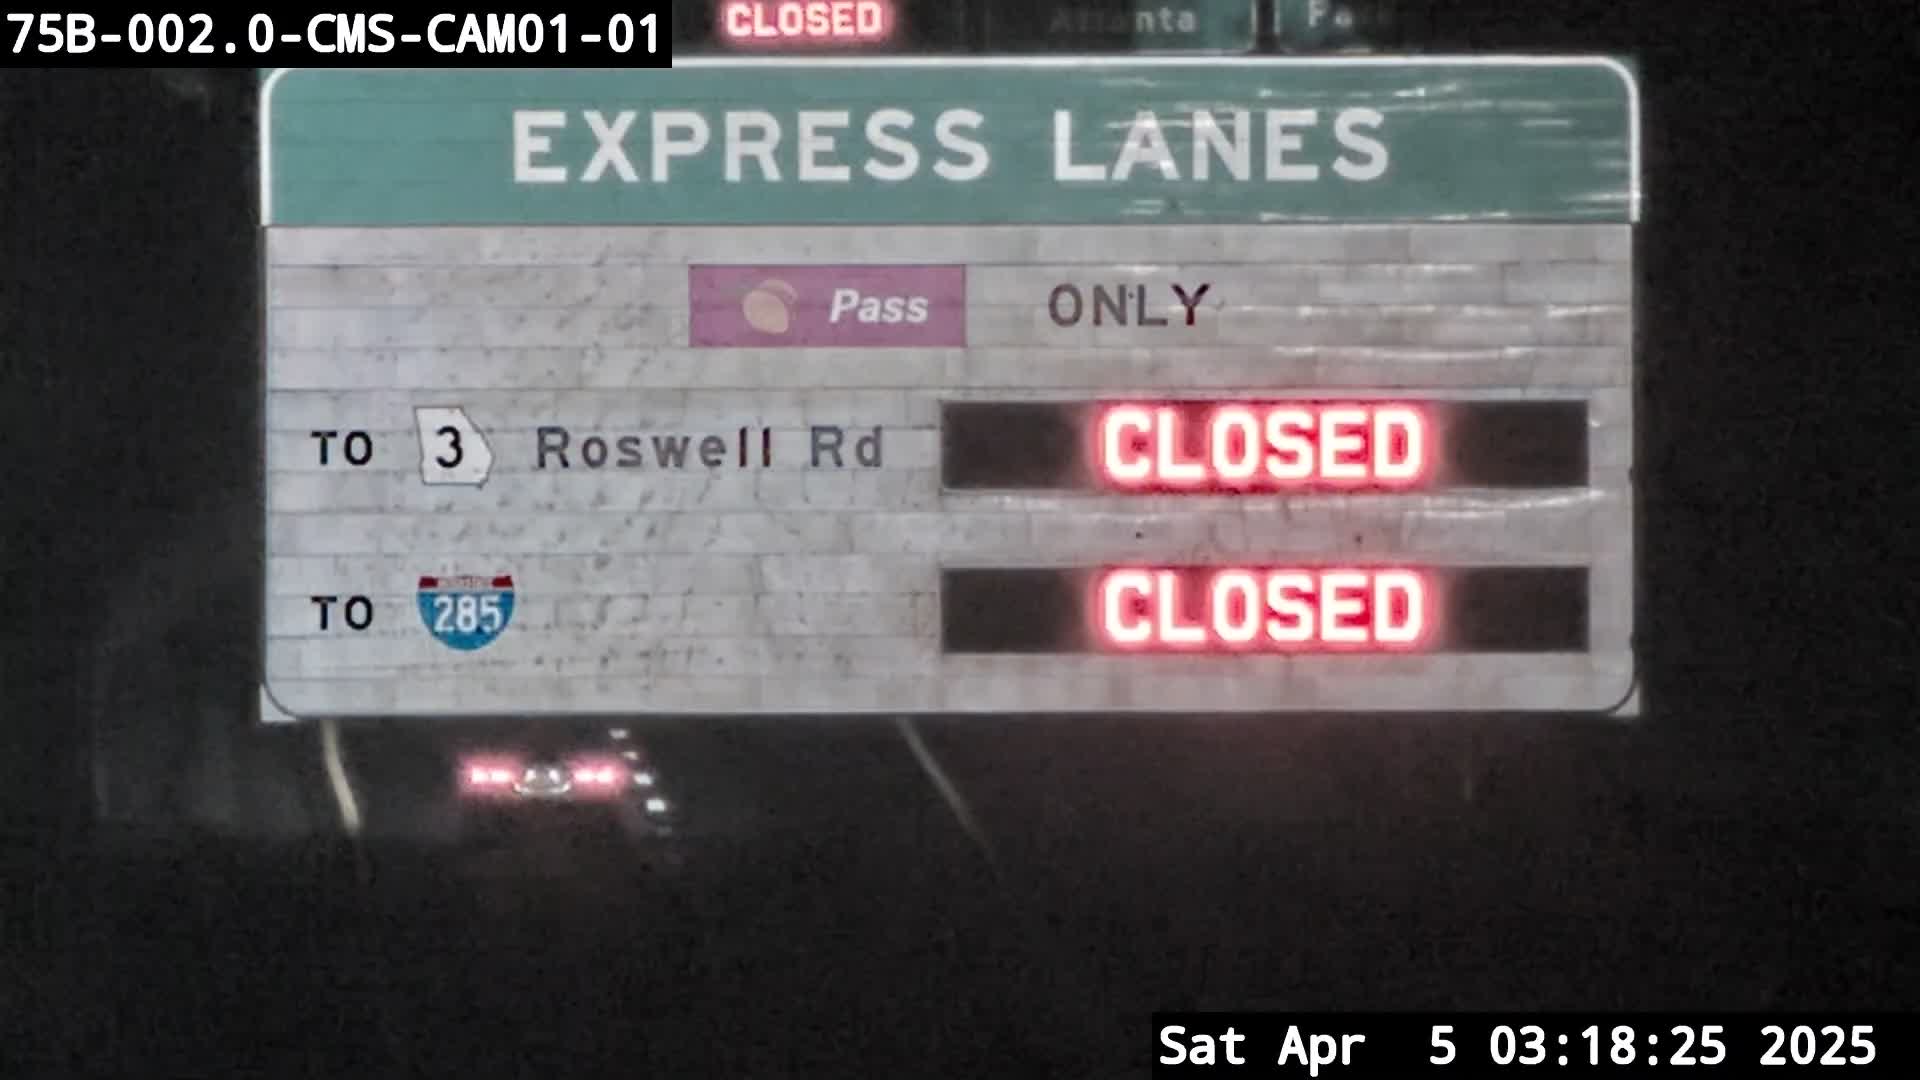 75B-002.0-CMS-CAM01-01
CLOSED
Atlanta
EXPRESS LANES
Pass ONLY
TO 3 Roswell Rd CLOSED
TO 285 CLOSED
Sat Apr 5 03:18:25 2025